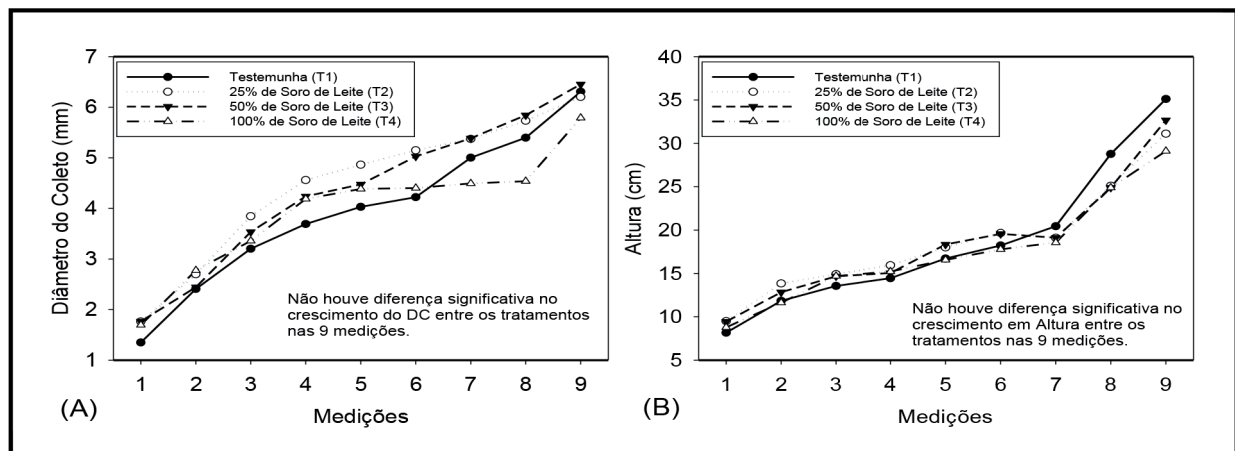 7
6
5
4
3
2
1
Diâmetro do Coleto (mm)
Testemunha (T1)
25% de Soro de Leite (T2)
50% de Soro de Leite (T3)
100% de Soro de Leite (T4)
Não houve diferença significativa no
crescimento do DC entre os tratamentos
nas 9 medições.
1 2 3 4 5 6 7 8 9
Medições
(A)
40
35
30
25
20
15
10
5
Altura (cm)
Testemunha (T1)
25% de Soro de Leite (T2)
50% de Soro de Leite (T3)
100% de Soro de Leite (T4)
Não houve diferença significativa no
crescimento em Altura entre os
tratamentos nas 9 medições.
1 2 3 4 5 6 7 8 9
Medições
(B)